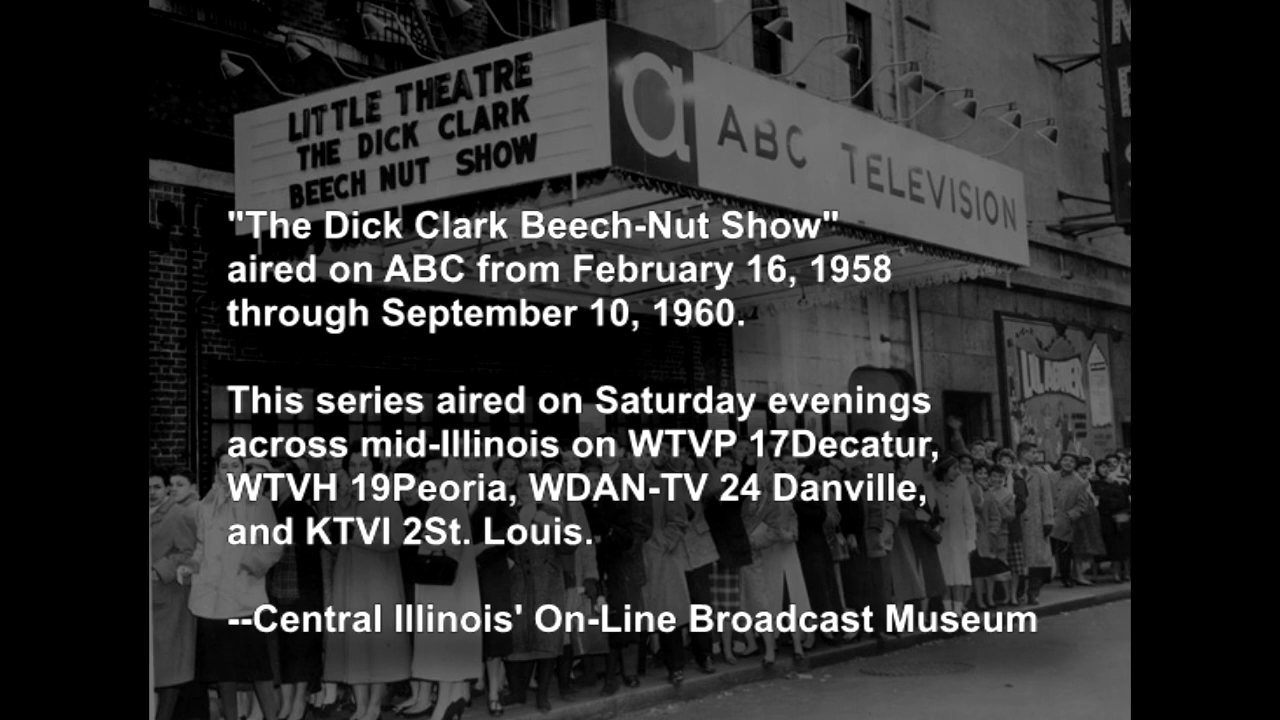 LITTLE THEATRE
THE DICK CLARK
BEECH NUT SHOW
a ABC TELEVISION
LI'L ABNER
"The Dick Clark Beech-Nut Show"
aired on ABC from February 16, 1958
through September 10, 1960.
This series aired on Saturday evenings
across mid-Illinois on WTVP 17Decatur,
WTVH 19Peoria, WDAN-TV 24 Danville,
and KTVI 2St. Louis.
--Central Illinois' On-Line Broadcast Museum